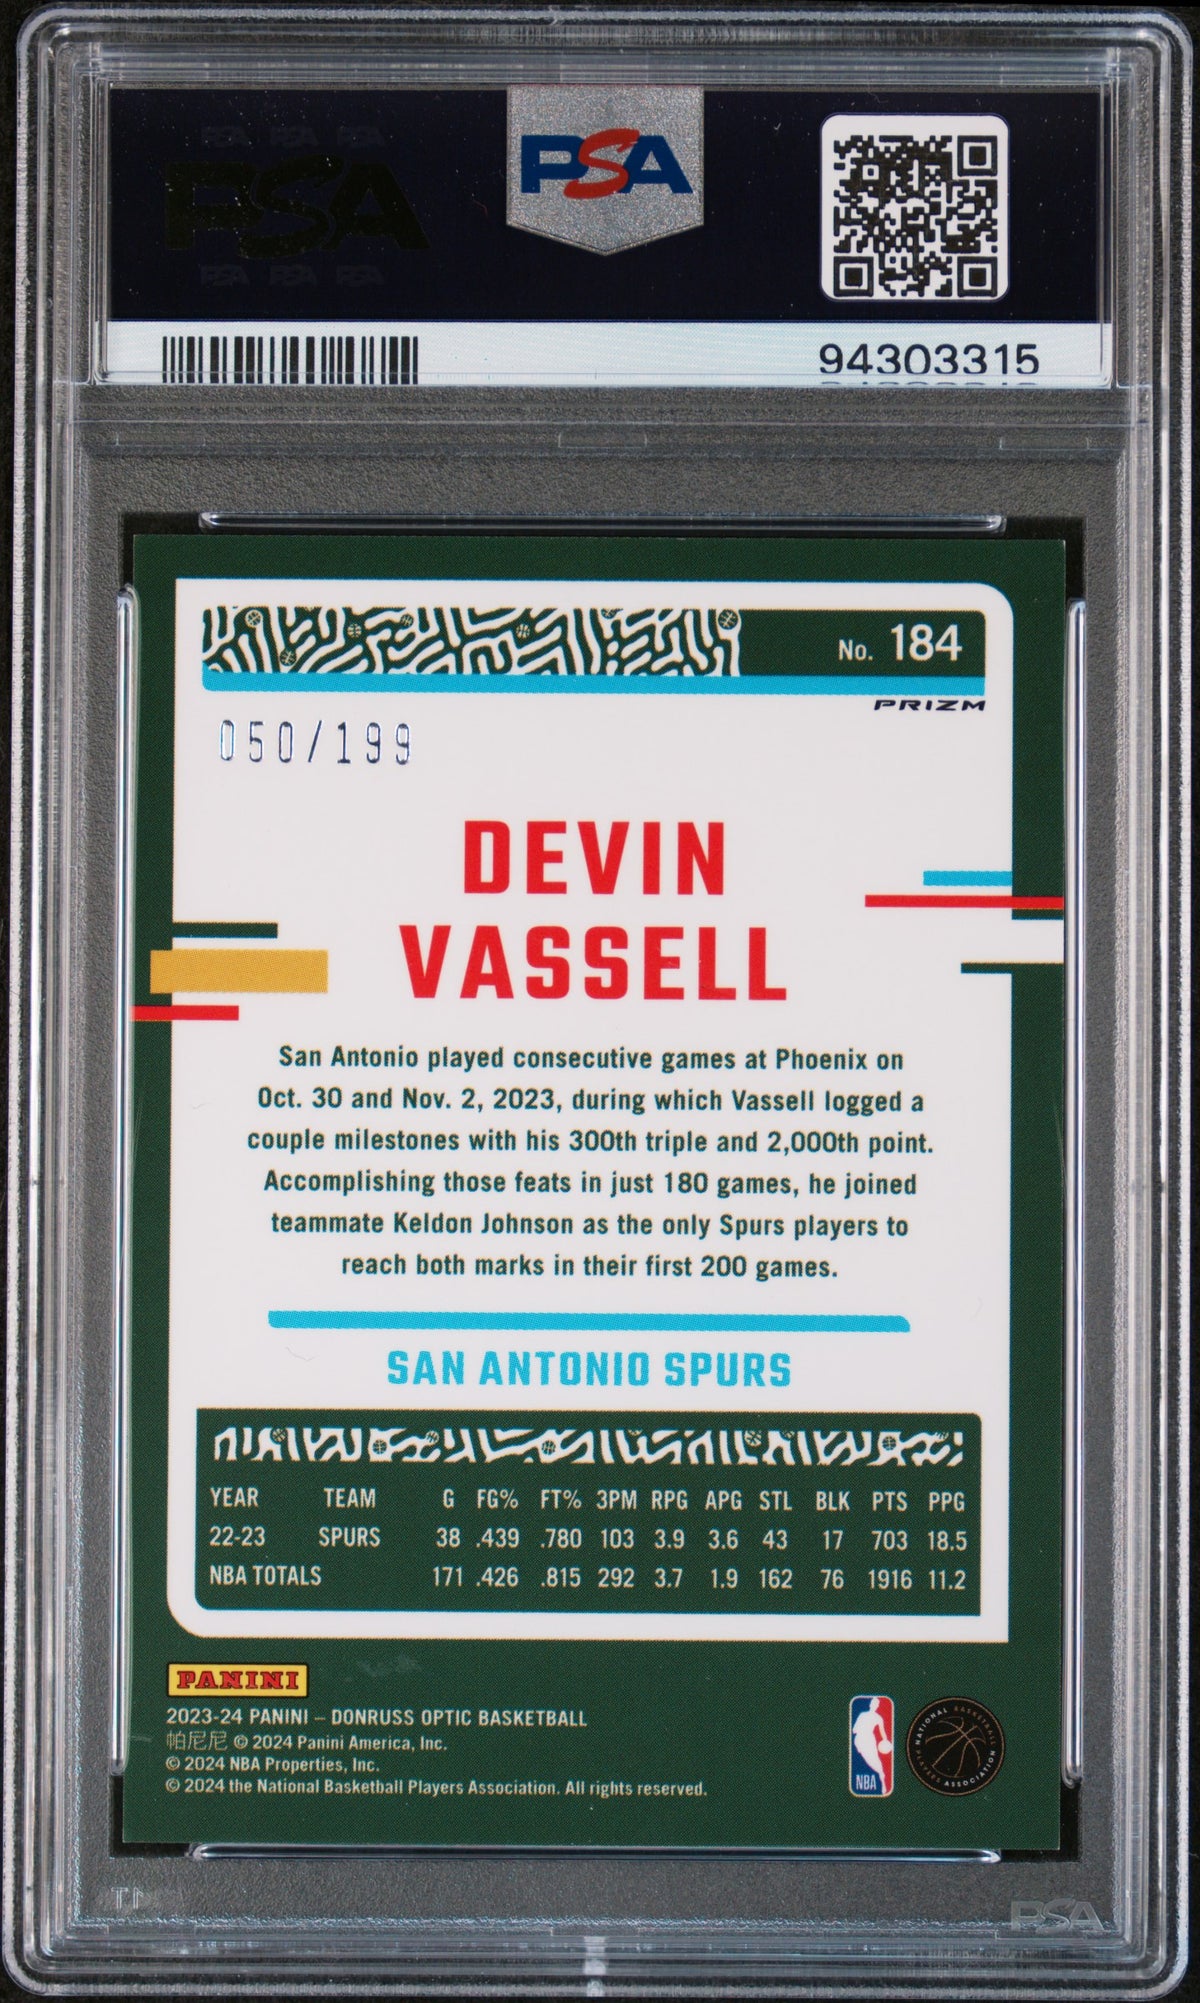 PSA
94303315
No. 184
PRIZM
050/199
DEVIN
VASSELL
San Antonio played consecutive games at Phoenix on
Oct. 30 and Nov. 2, 2023, during which Vassell logged a
couple milestones with his 300th triple and 2,000th point.
Accomplishing those feats in just 180 games, he joined
teammate Keldon Johnson as the only Spurs players to
reach both marks in their first 200 games.
SAN ANTONIO SPURS
YEAR TEAM G FG% FT% 3PM RPG APG STL BLK PTS PPG
22-23 SPURS 38 .439 .780 103 3.9 3.6 43 17 703 18.5
NBA TOTALS 171 .426 .815 292 3.7 1.9 162 76 1916 11.2
PANINI
2023-24 PANINI – DONRUSS OPTIC BASKETBALL
帕尼尼 © 2024 Panini America, Inc.
© 2024 NBA Properties, Inc.
© 2024 the National Basketball Players Association. All rights reserved.
NBA
NATIONAL BASKETBALL PLAYERS ASSOCIATION
PSA